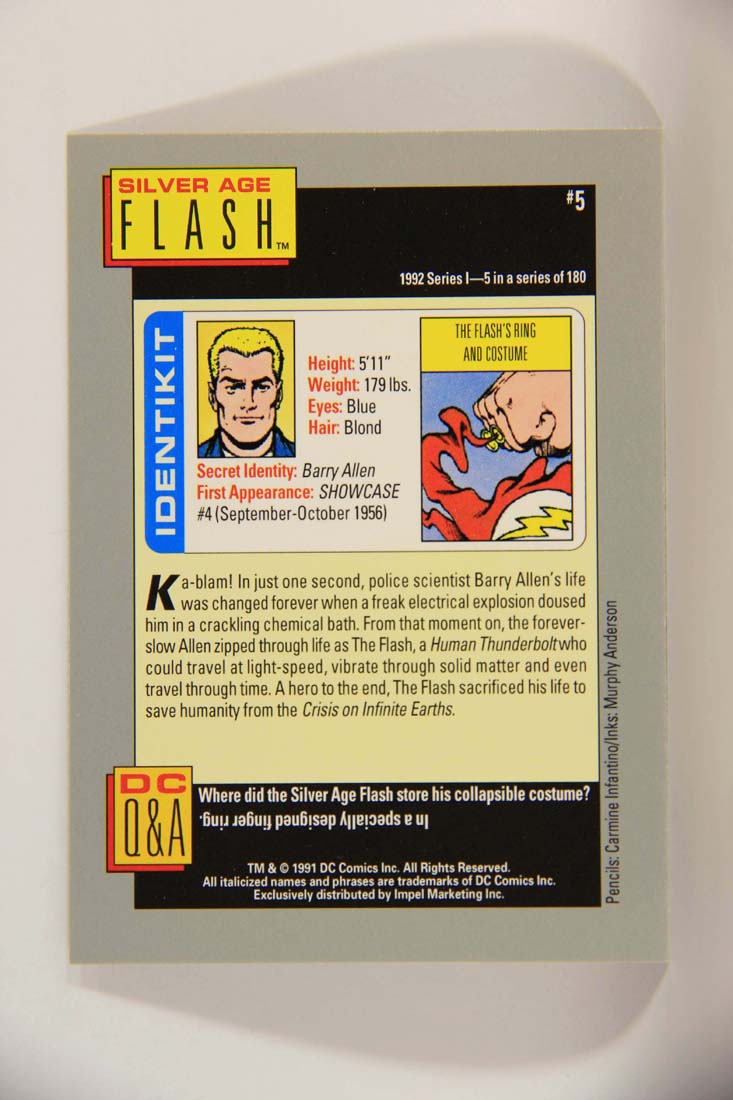 SILVER AGE
FLASH™
#5
1992 Series I—5 in a series of 180
IDENTIKIT
Height: 5'11"
Weight: 179 lbs.
Eyes: Blue
Hair: Blond
Secret Identity: Barry Allen
First Appearance: SHOWCASE
#4 (September-October 1956)
THE FLASH'S RING
AND COSTUME
Ka-blam! In just one second, police scientist Barry Allen's life
was changed forever when a freak electrical explosion doused
him in a crackling chemical bath. From that moment on, the forever-
slow Allen zipped through life as The Flash, a Human Thunderbolt who
could travel at light-speed, vibrate through solid matter and even
travel through time. A hero to the end, The Flash sacrificed his life to
save humanity from the Crisis on Infinite Earths.
Pencils: Carmine Infantino/Inks: Murphy Anderson
DC
Q&A
Where did the Silver Age Flash store his collapsible costume?
In a specially designed finger ring.
TM & © 1991 DC Comics Inc. All Rights Reserved.
All italicized names and phrases are trademarks of DC Comics Inc.
Exclusively distributed by Impel Marketing Inc.